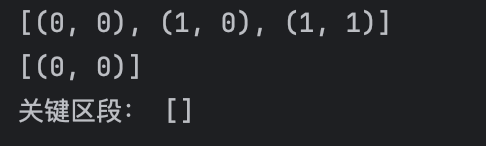 [(0, 0), (1, 0), (1, 1)]
[(0, 0)]
关键区段： []